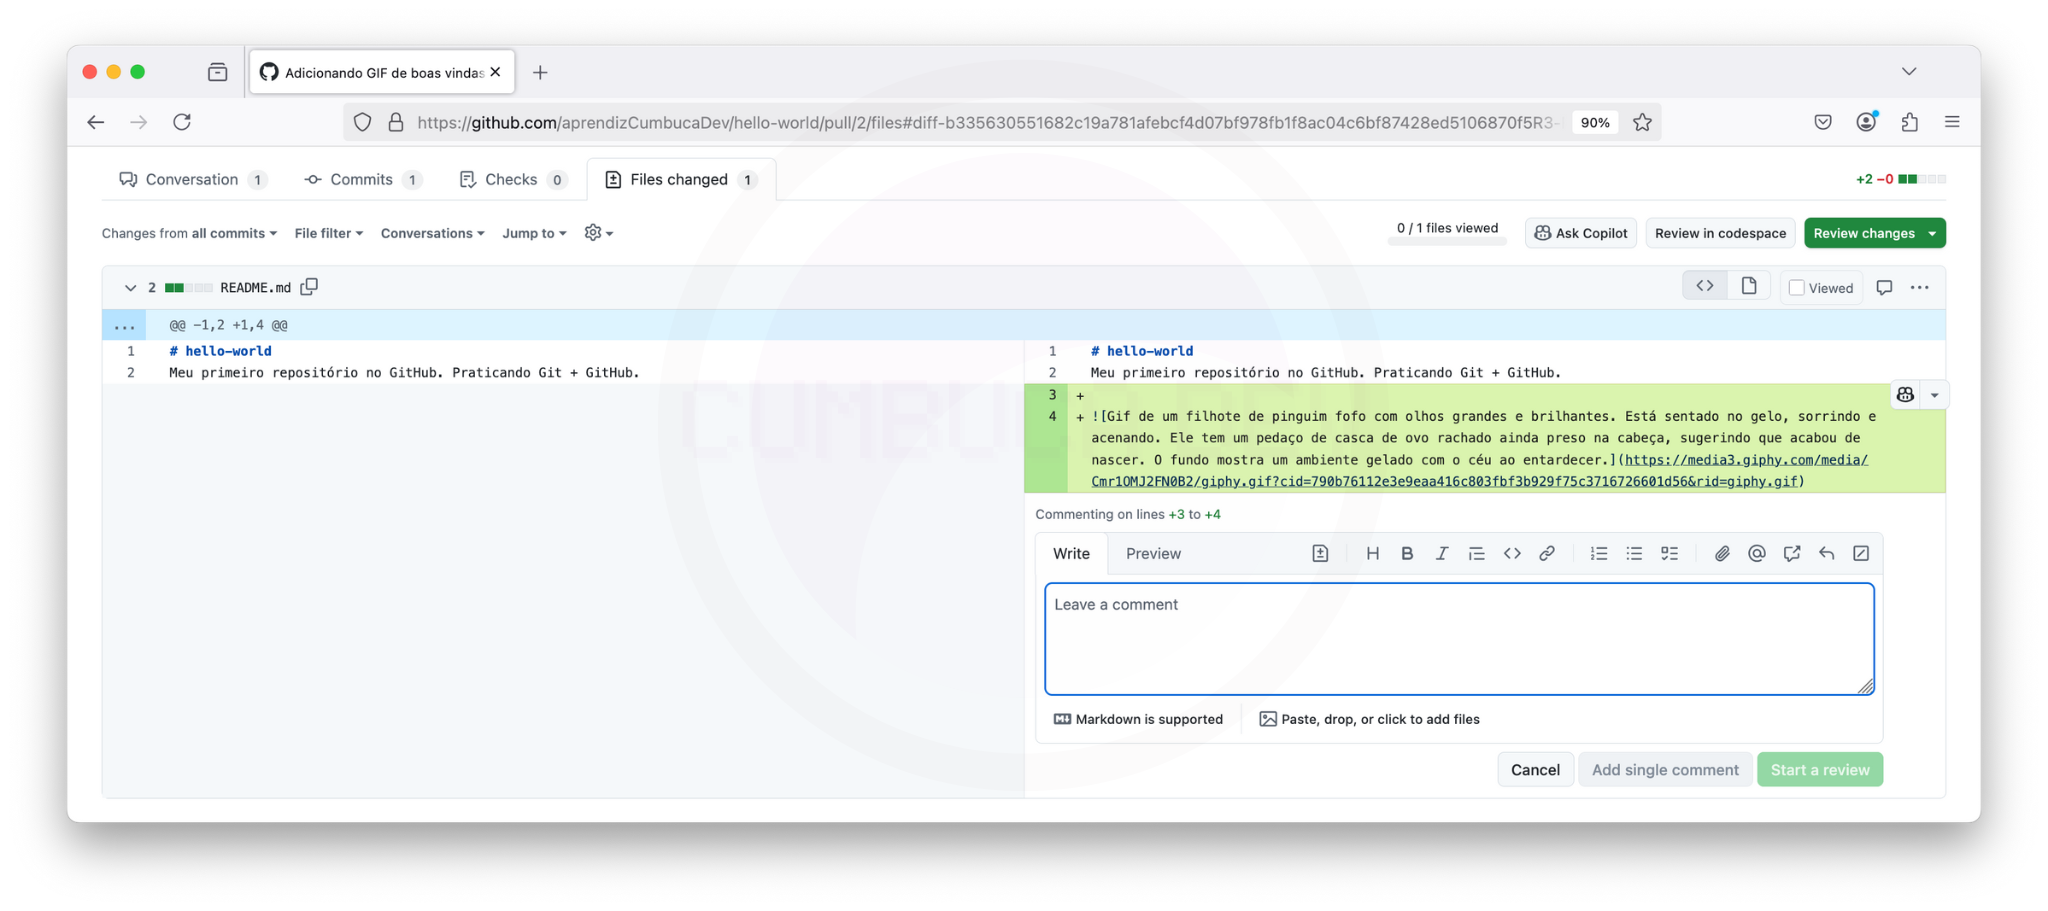 Adicionando GIF de boas vindas
https://github.com/aprendizCumbucaDev/hello-world/pull/2/files#diff-b335630551682c19a781afebcf4d07bf978fb1f8ac04c6bf87428ed5106870f5R3-
90%
Conversation 1
Commits 1
Checks 0
Files changed 1
+2 −0
Changes from all commits
File filter
Conversations
Jump to
0 / 1 files viewed
Ask Copilot
Review in codespace
Review changes
2 README.md
Viewed
... @@ -1,2 +1,4 @@
1 # hello-world
2 Meu primeiro repositório no GitHub. Praticando Git + GitHub.
1 # hello-world
2 Meu primeiro repositório no GitHub. Praticando Git + GitHub.
3 +
4 + ![Gif de um filhote de pinguim fofo com olhos grandes e brilhantes. Está sentado no gelo, sorrindo e
acenando. Ele tem um pedaço de casca de ovo rachado ainda preso na cabeça, sugerindo que acabou de
nascer. O fundo mostra um ambiente gelado com o céu ao entardecer.](https://media3.giphy.com/media/
Cmr1OMJ2FN0B2/giphy.gif?cid=790b76112e3e9eaa416c803fbf3b929f75c3716726601d56&rid=giphy.gif)
Commenting on lines +3 to +4
Write
Preview
Leave a comment
Markdown is supported
Paste, drop, or click to add files
Cancel
Add single comment
Start a review